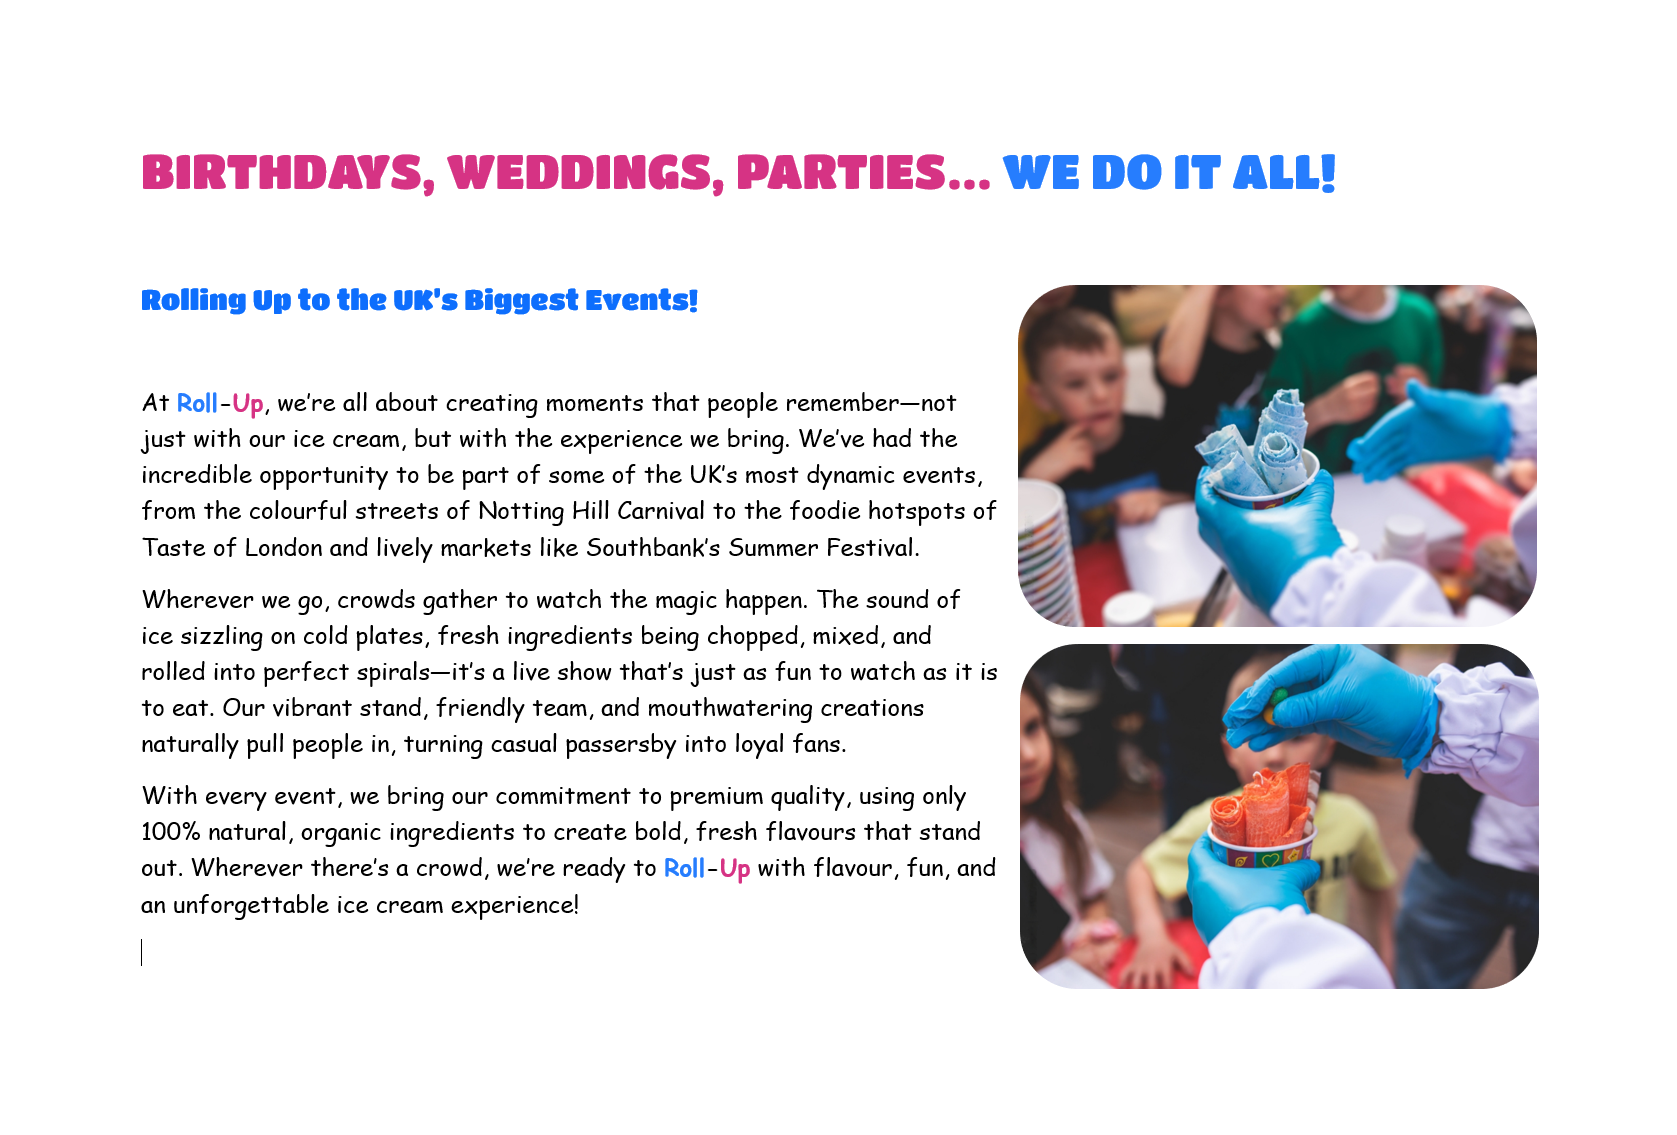 BIRTHDAYS, WEDDINGS, PARTIES... WE DO IT ALL!
Rolling Up to the UK's Biggest Events!
At Roll-Up, we’re all about creating moments that people remember—not
just with our ice cream, but with the experience we bring. We’ve had the
incredible opportunity to be part of some of the UK’s most dynamic events,
from the colourful streets of Notting Hill Carnival to the foodie hotspots of
Taste of London and lively markets like Southbank’s Summer Festival.
Wherever we go, crowds gather to watch the magic happen. The sound of
ice sizzling on cold plates, fresh ingredients being chopped, mixed, and
rolled into perfect spirals—it’s a live show that’s just as fun to watch as it is
to eat. Our vibrant stand, friendly team, and mouthwatering creations
naturally pull people in, turning casual passersby into loyal fans.
With every event, we bring our commitment to premium quality, using only
100% natural, organic ingredients to create bold, fresh flavours that stand
out. Wherever there’s a crowd, we’re ready to Roll-Up with flavour, fun, and
an unforgettable ice cream experience!